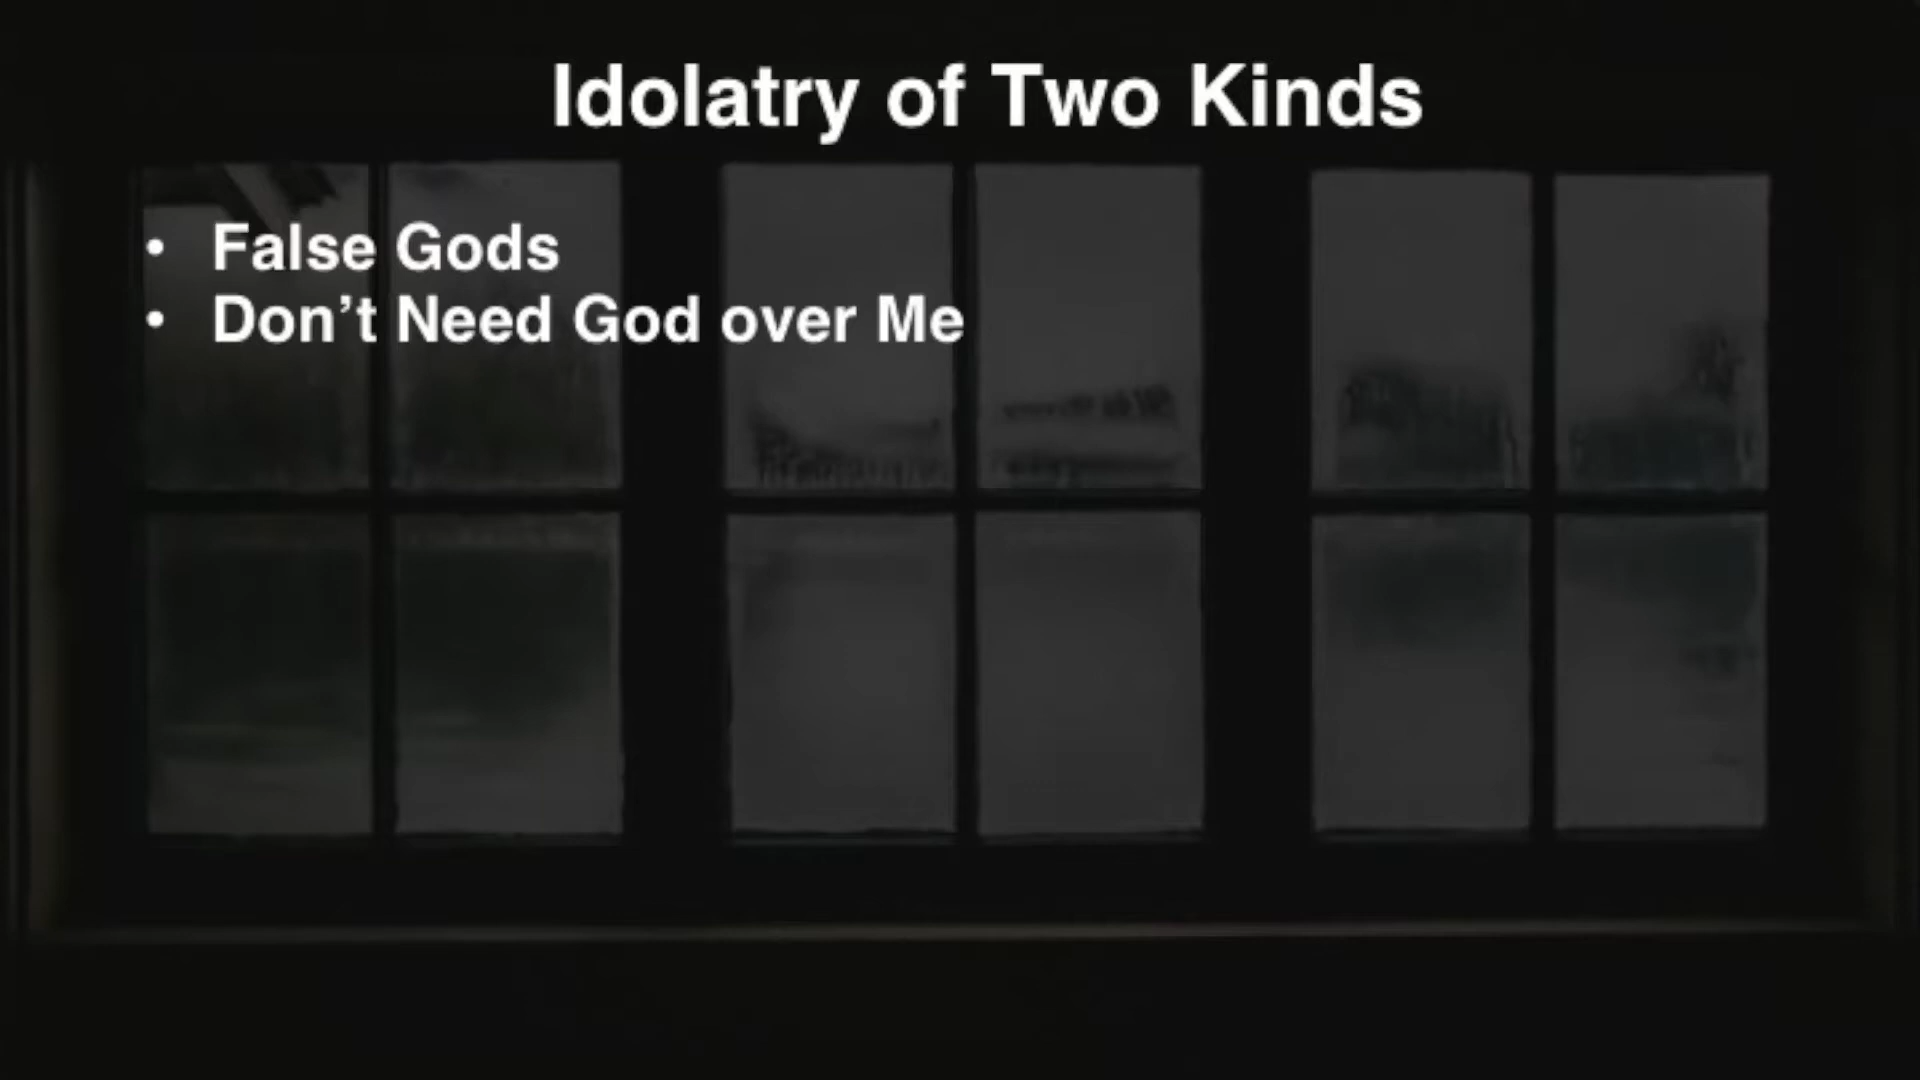 Idolatry of Two Kinds
• False Gods
• Don’t Need God over Me